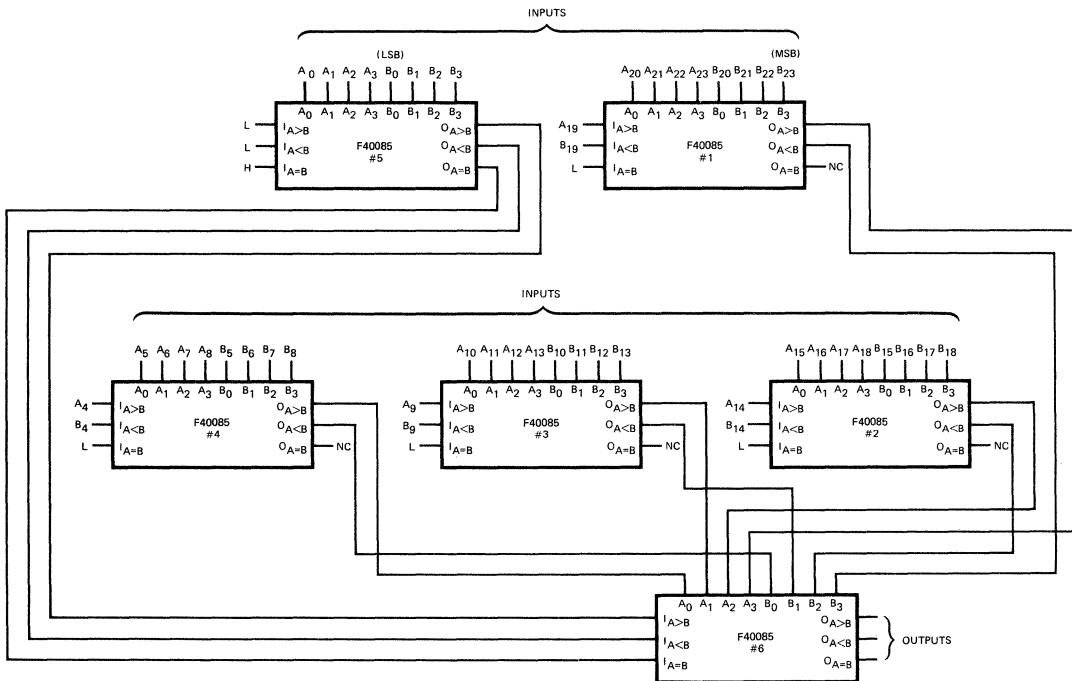 INPUTS
(LSB) (MSB)
A0 A1 A2 A3 B0 B1 B2 B3
A20 A21 A22 A23 B20 B21 B22 B23
A0 A1 A2 A3 B0 B1 B2 B3
A0 A1 A2 A3 B0 B1 B2 B3
L IA>B OA>B
L IA<B F40085 OA<B
#5
H IA=B OA=B
A19 IA>B OA>B
B19 IA<B F40085 OA<B
#1
L IA=B OA=B NC
INPUTS
A5 A6 A7 A8 B5 B6 B7 B8
A10 A11 A12 A13 B10 B11 B12 B13
A15 A16 A17 A18 B15 B16 B17 B18
A0 A1 A2 A3 B0 B1 B2 B3
A0 A1 A2 A3 B0 B1 B2 B3
A0 A1 A2 A3 B0 B1 B2 B3
A4 IA>B OA>B
B4 IA<B F40085 OA<B
#4
L IA=B OA=B NC
A9 IA>B OA>B
B9 IA<B F40085 OA<B
#3
L IA=B OA=B NC
A14 IA>B OA>B
B14 IA<B F40085 OA<B
#2
L IA=B OA=B NC
A0 A1 A2 A3 B0 B1 B2 B3
IA>B OA>B
IA<B F40085 OA<B OUTPUTS
#6
IA=B OA=B